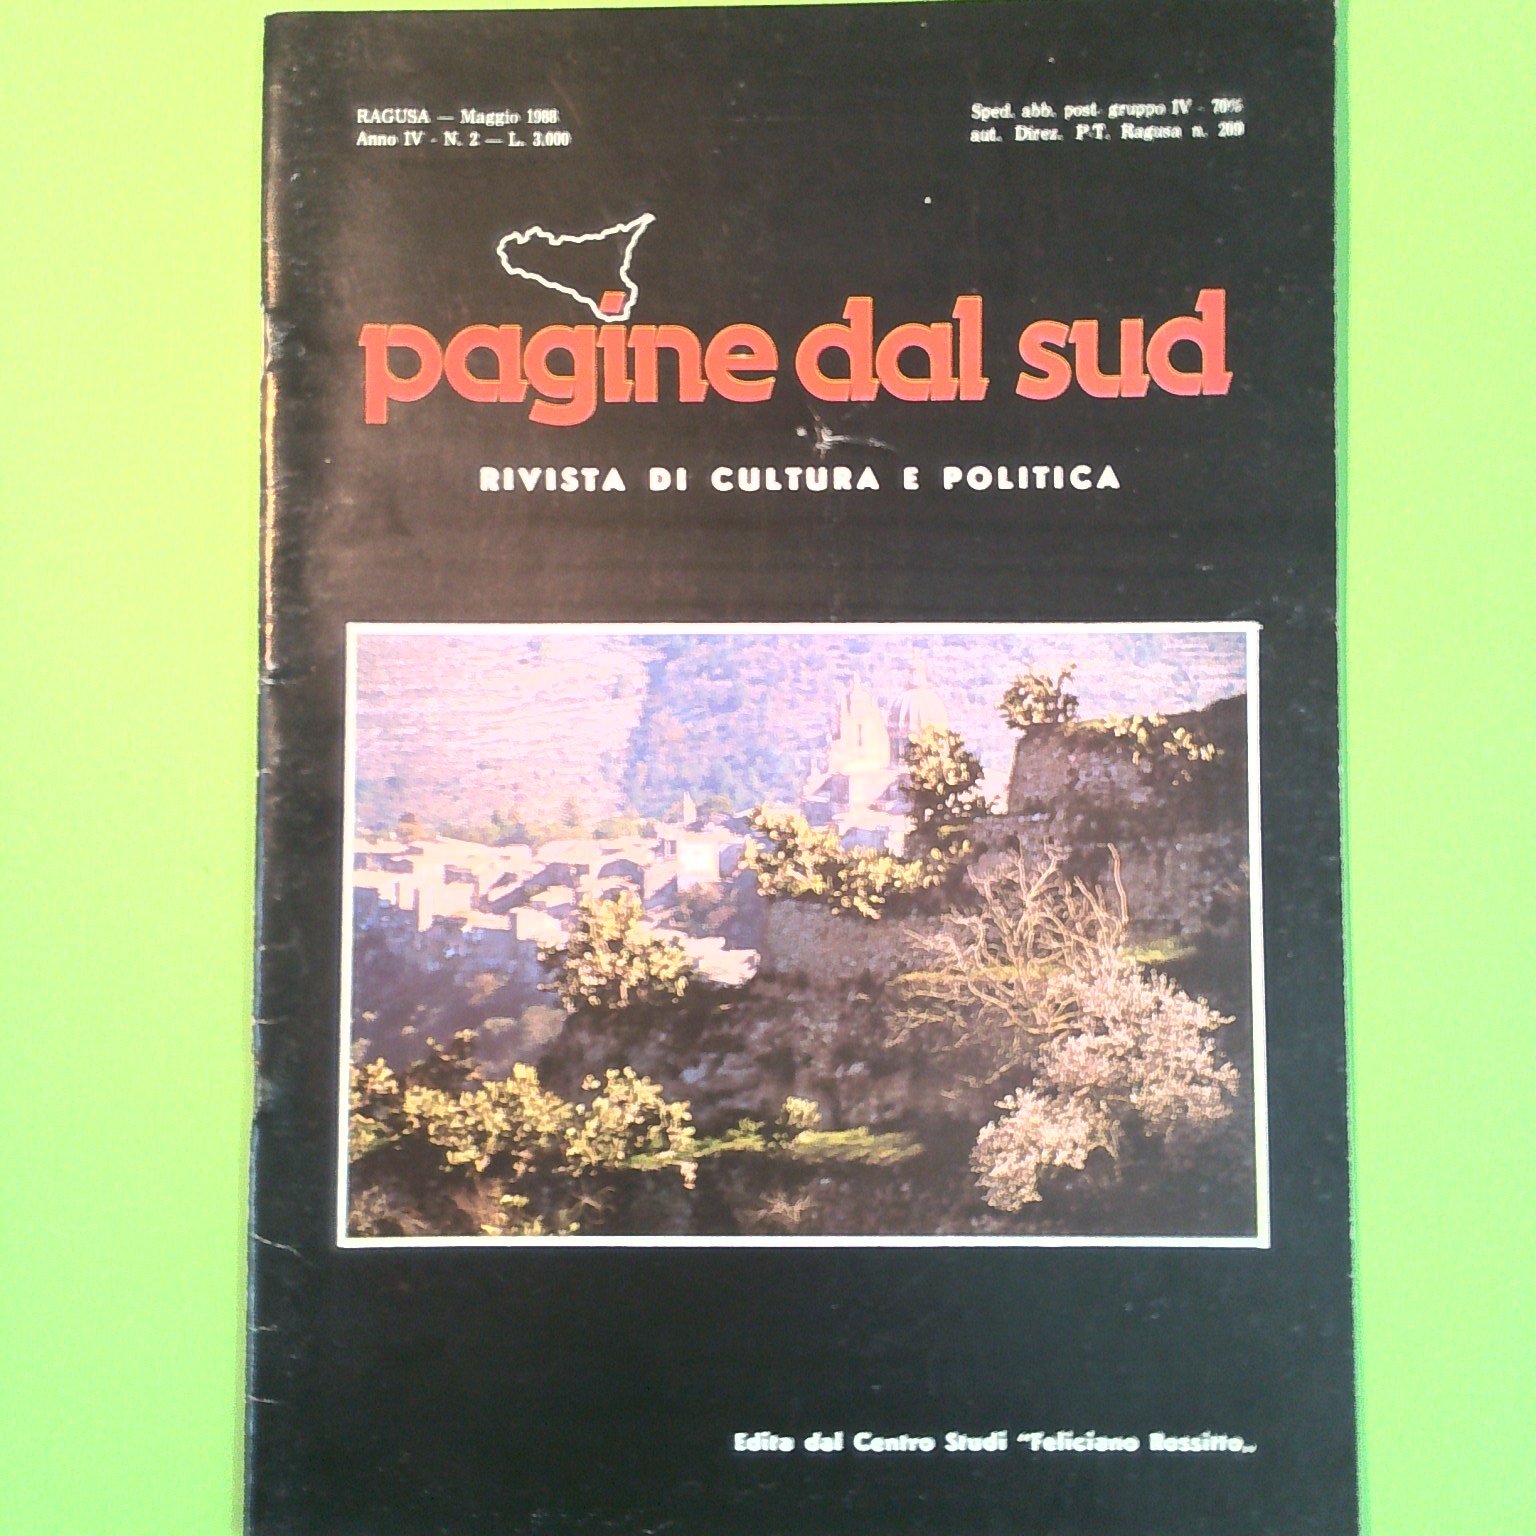 RAGUSA — Maggio 1988
Anno IV - N. 2 — L. 3.000
Sped. abb. post. gruppo IV - 70%
aut. Direz. P.T. Ragusa n. 209
pagine dal sud
RIVISTA DI CULTURA E POLITICA
Edita dal Centro Studi “Feliciano Rossitto„